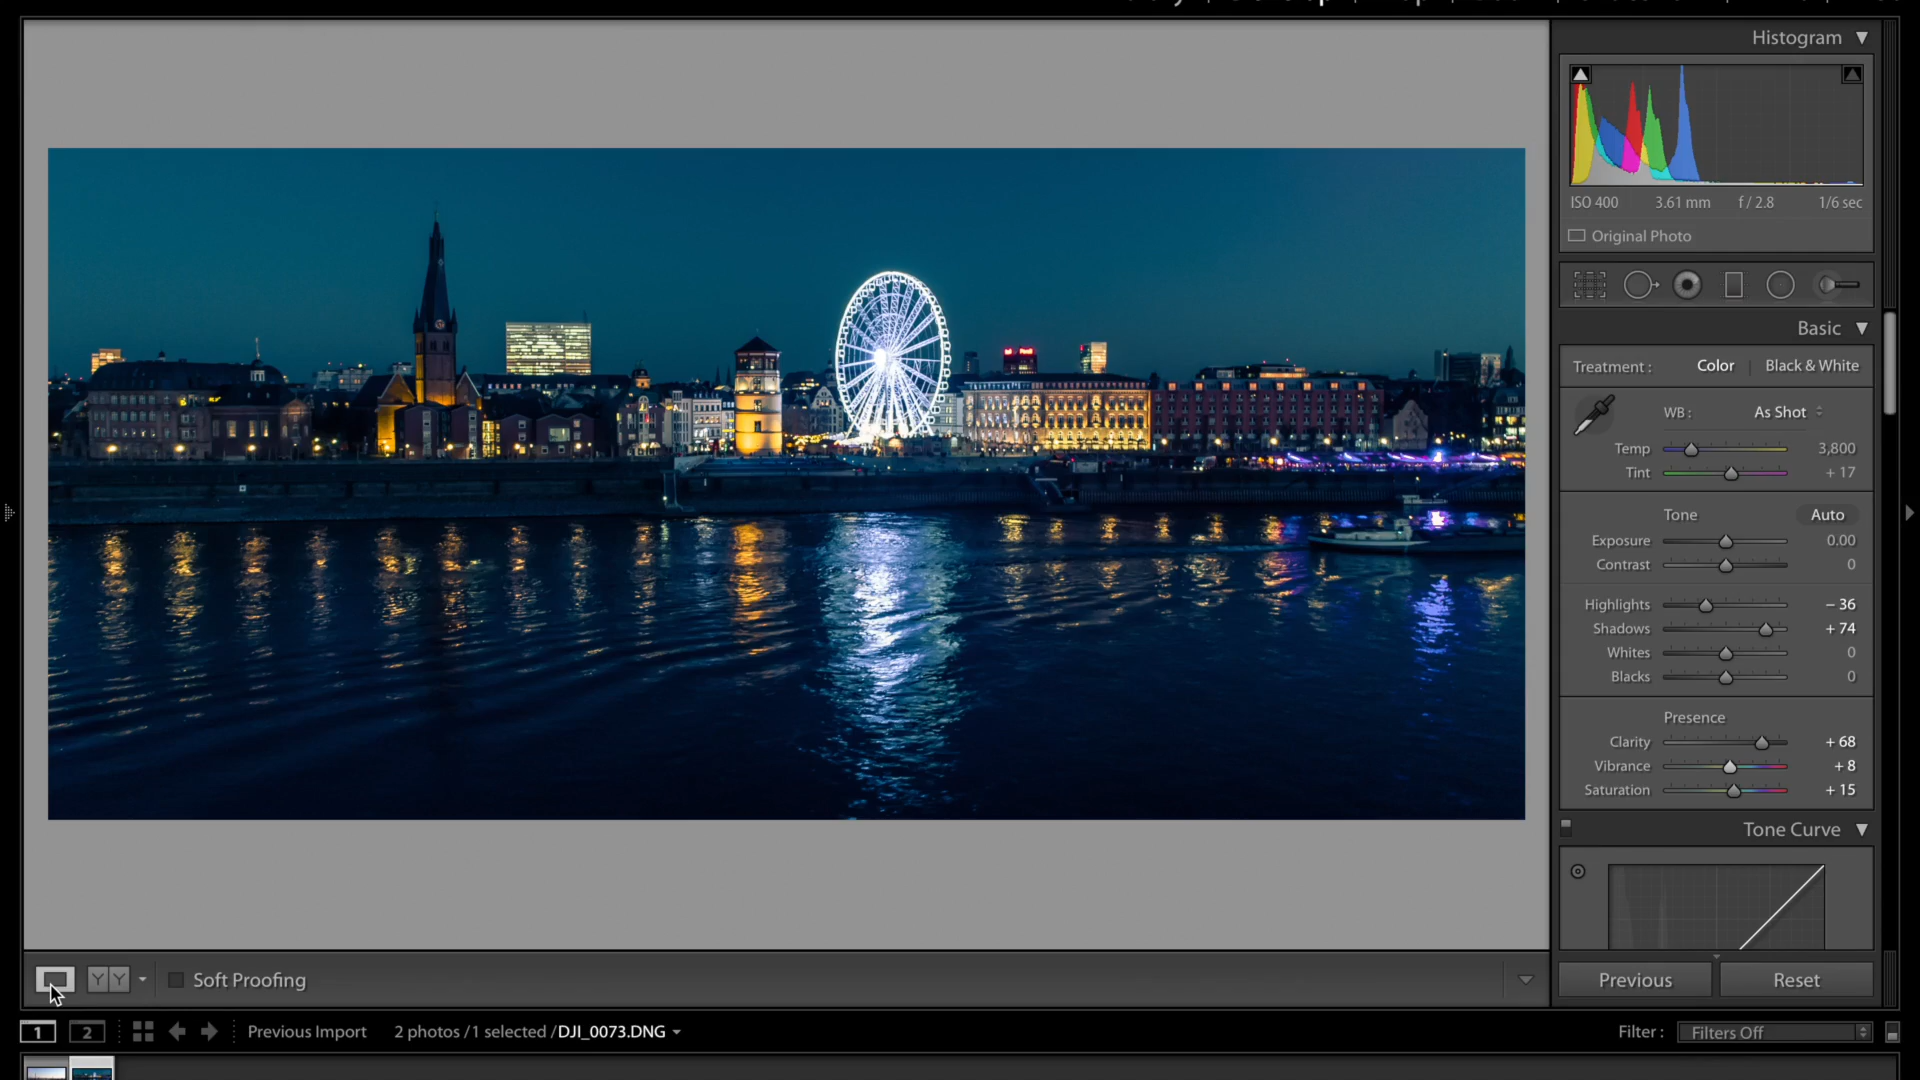 Histogram
ISO 400 3.61 mm f / 2.8 1/6 sec
Original Photo
Basic
Treatment : Color Black & White
WB : As Shot
Temp 3,800
Tint + 17
Tone Auto
Exposure 0.00
Contrast 0
Highlights − 36
Shadows + 74
Whites 0
Blacks 0
Presence
Clarity + 68
Vibrance + 8
Saturation + 15
Tone Curve
Y Y Soft Proofing Previous Reset
1 2 Previous Import 2 photos / 1 selected / DJI_0073.DNG Filter : Filters Off